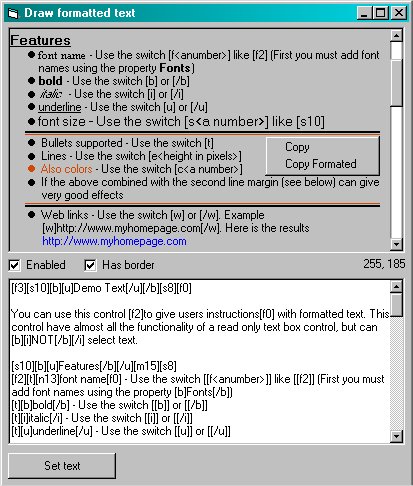 Draw formatted text
Features
font name - Use the switch [f<anumber>] like [f2] (First you must add font
names using the property Fonts)
bold - Use the switch [b] or [/b]
italic - Use the switch [i] or [/i]
underline - Use the switch [u] or [/u]
font size - Use the switch [s<a number>] like [s10]
Bullets supported - Use the switch [t]
Lines - Use the switch [e<height in pixels>]
Also colors - Use the switch [c<a number>]
If the above combined with the second line margin (see below) can give
very good effects
Copy
Copy Formated
Web links - Use the switch [w] or [/w]. Example
[w]http://www.myhomepage.com[/w]. Here is the results
http://www.myhomepage.com
Enabled Has border 255, 185
[f3][s10][b][u]Demo Text[/u][/b][s8][f0]
You can use this control [f2]to give users instructions[f0] with formatted text. This
control have almost all the functionality of a read only text box control, but can
[b][i]NOT[/b][/i] select text.
[s10][b][u]Features[/b][/u][m15][s8]
[f2][t][n13]font name[f0] - Use the switch [[f<anumber>]] like [[f2]] (First you must
add font names using the property [b]Fonts[/b])
[t][b]bold[/b] - Use the switch [[b]] or [[/b]]
[t][i]italic[/i] - Use the switch [[i]] or [[/i]]
[t][u]underline[/u] - Use the switch [[u]] or [[/u]]
Set text